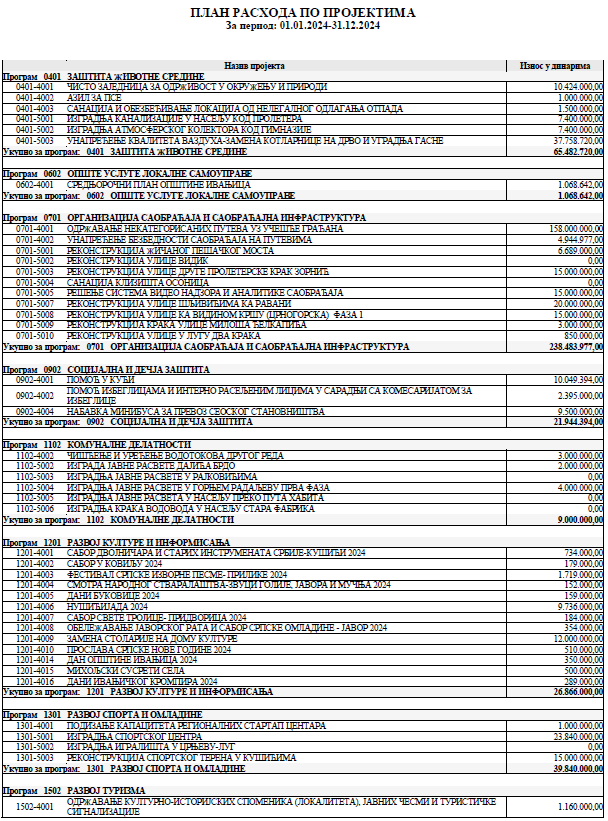 ПЛАН РАСХОДА ПО ПРОЈЕКТИМА
За период: 01.01.2024-31.12.2024
Назив пројекта Износ у динарима
Програм 0401 ЗАШТИТА ЖИВОТНЕ СРЕДИНЕ
0401-4001 ЧИСТО ЗАЈЕДНИЦА ЗА ОДРЖИВОСТ У ОКРУЖЕЊУ И ПРИРОДИ 10.424.000,00
0401-4002 АЗИЛ ЗА ПСЕ 1.000.000,00
0401-4003 САНАЦИЈА И ОБЕЗБЕЂИВАЊЕ ЛОКАЦИЈА ОД НЕЛЕГАЛНОГ ОДЛАГАЊА ОТПАДА 1.500.000,00
0401-5001 ИЗГРАДЊА КАНАЛИЗАЦИЈЕ У НАСЕЉУ КОД ПРОЛЕТЕРА 7.400.000,00
0401-5002 ИЗГРАДЊА АТМОСФЕРСКОГ КОЛЕКТОРА КОД ГИМНАЗИЈЕ 7.400.000,00
0401-5003 УНАПРЕЂЕЊЕ КВАЛИТЕТА ВАЗДУХА-ЗАМЕНА КОТЛАРНИЦЕ НА ДРВО И УГРАДЊА ГАСНЕ 37.758.720,00
Укупно за програм: 0401 ЗАШТИТА ЖИВОТНЕ СРЕДИНЕ 65.482.720,00
Програм 0602 ОПШТЕ УСЛУГЕ ЛОКАЛНЕ САМОУПРАВЕ
0602-4001 СРЕДЊОРОЧНИ ПЛАН ОПШТИНЕ ИВАЊИЦА 1.068.642,00
Укупно за програм: 0602 ОПШТЕ УСЛУГЕ ЛОКАЛНЕ САМОУПРАВЕ 1.068.642,00
Програм 0701 ОРГАНИЗАЦИЈА САОБРАЋАЈА И САОБРАЋАЈНА ИНФРАСТРУКТУРА
0701-4001 ОДРЖАВАЊЕ НЕКАТЕГОРИСАНИХ ПУТЕВА УЗ УЧЕШЋЕ ГРАЂАНА 158.000.000,00
0701-4002 УНАПРЕЂЕЊЕ БЕЗБЕДНОСТИ САОБРАЋАЈА НА ПУТЕВИМА 4.944.977,00
0701-5001 РЕКОНСТРУКЦИЈА ЖИЧАНОГ ПЕШАЧКОГ МОСТА 6.689.000,00
0701-5002 РЕКОНСТРУКЦИЈА УЛИЦЕ ВИДИК 0,00
0701-5003 РЕКОНСТРУКЦИЈА УЛИЦЕ ДРУГЕ ПРОЛЕТЕРСКЕ КРАК ЗОРНИЋ 15.000.000,00
0701-5004 САНАЦИЈА КЛИЗИШТА ОСОНИЦА 0,00
0701-5005 РЕШЕЊЕ СИСТЕМА ВИДЕО НАДЗОРА И АНАЛИТИКЕ САОБРАЋАЈА 15.000.000,00
0701-5007 РЕКОНСТРУКЦИЈА УЛИЦЕ ШЉИВИЋИМА КА РАВАНИ 20.000.000,00
0701-5008 РЕКОНСТРУКЦИЈА УЛИЦЕ КА ВИДИНОМ КРШУ (ЦРНОГОРСКА) ФАЗА 1 15.000.000,00
0701-5009 РЕКОНСТРУКЦИЈА КРАКА УЛИЦЕ МИЛОША ЂЕЛКАПИЋА 3.000.000,00
0701-5010 РЕКОНСТРУКЦИЈА УЛИЦЕ У ЛУГУ ДВА КРАКА 850.000,00
Укупно за програм: 0701 ОРГАНИЗАЦИЈА САОБРАЋАЈА И САОБРАЋАЈНА ИНФРАСТРУКТУРА 238.483.977,00
Програм 0902 СОЦИЈАЛНА И ДЕЧЈА ЗАШТИТА
0902-4001 ПОМОЋ У КУЋИ 10.049.394,00
0902-4002 ПОМОЋ ИЗБЕГЛИЦАМА И ИНТЕРНО РАСЕЉЕНИМ ЛИЦИМА У САРАДЊИ СА КОМЕСАРИЈАТОМ ЗА 2.395.000,00
ИЗБЕГЛИЦЕ
0902-4004 НАБАВКА МИНИБУСА ЗА ПРЕВОЗ СЕОСКОГ СТАНОВНИШТВА 9.500.000,00
Укупно за програм: 0902 СОЦИЈАЛНА И ДЕЧЈА ЗАШТИТА 21.944.394,00
Програм 1102 КОМУНАЛНЕ ДЕЛАТНОСТИ
1102-4002 ЧИШЋЕЊЕ И УРЕЂЕЊЕ ВОДОТОКОВА ДРУГОГ РЕДА 3.000.000,00
1102-5002 ИЗГРАДА ЈАВНЕ РАСВЕТЕ ДАЈИЋА БРДО 2.000.000,00
1102-5003 ИЗГРАДЊА ЈАВНЕ РАСВЕТЕ У РАЈКОВИЋИМА 0,00
1102-5004 ИЗГРАДЊА ЈАВНЕ РАСВЕТЕ У ГОРЊЕМ РАДАЉЕВУ ПРВА ФАЗА 4.000.000,00
1102-5005 ИЗГРАДЊА ЈАВНЕ РАСВЕТА У НАСЕЉУ ПРЕКО ПУТА ХАБИТА 0,00
1102-5006 ИЗГРАДЊА КРАКА ВОДОВОДА У НАСЕЉУ СТАРА ФАБРИКА 0,00
Укупно за програм: 1102 КОМУНАЛНЕ ДЕЛАТНОСТИ 9.000.000,00
Програм 1201 РАЗВОЈ КУЛТУРЕ И ИНФОРМИСАЊА
1201-4001 САБОР ДВОЈНИЧАРА И СТАРИХ ИНСТРУМЕНАТА СРБИЈЕ-КУШИЋИ 2024 734.000,00
1201-4002 САБОР У КОВИЉУ 2024 179.000,00
1201-4003 ФЕСТИВАЛ СРПСКЕ ИЗВОРНЕ ПЕСМЕ- ПРИЛИКЕ 2024 1.719.000,00
1201-4004 СМОТРА НАРОДНОГ СТВАРАЛАШТВА-ЗВУЦИ ГОЛИЈЕ, ЈАВОРА И МУЧЊА 2024 152.000,00
1201-4005 ДАНИ БУКОВИЦЕ 2024 159.000,00
1201-4006 НУШИЋИЈАДА 2024 9.736.000,00
1201-4007 САБОР СВЕТЕ ТРОЈИЦЕ- ПРИДВОРИЦА 2024 184.000,00
1201-4008 ОБЕЛЕЖАВАЊЕ ЈАВОРСКОГ РАТА И САБОР СРПСКЕ ОМЛАДИНЕ - ЈАВОР 2024 354.000,00
1201-4009 ЗАМЕНА СТОЛАРИЈЕ НА ДОМУ КУЛТУРЕ 12.000.000,00
1201-4010 ПРОСЛАВА СРПСКЕ НОВЕ ГОДИНЕ 2024 510.000,00
1201-4014 ДАН ОПШТИНЕ ИВАЊИЦА 2024 350.000,00
1201-4015 МИХОЉСКИ СУСРЕТИ СЕЛА 500.000,00
1201-4016 ДАНИ ИВАЊИЧКОГ КРОМПИРА 2024 289.000,00
Укупно за програм: 1201 РАЗВОЈ КУЛТУРЕ И ИНФОРМИСАЊА 26.866.000,00
Програм 1301 РАЗВОЈ СПОРТА И ОМЛАДИНЕ
1301-4001 ПОДИЗАЊЕ КАПАЦИТЕТА РЕГИОНАЛНИХ СТАРТАП ЦЕНТАРА 1.000.000,00
1301-5001 ИЗГРАДЊА СПОРТСКОГ ЦЕНТРА 23.840.000,00
1301-5002 ИЗГРАДЊА ИГРАЛИШТА У ЦРЊЕВУ-ЛУГ 0,00
1301-5003 РЕКОНСТРУКЦИЈА СПОРТСКОГ ТЕРЕНА У КУШИЋИМА 15.000.000,00
Укупно за програм: 1301 РАЗВОЈ СПОРТА И ОМЛАДИНЕ 39.840.000,00
Програм 1502 РАЗВОЈ ТУРИЗМА
1502-4001 ОДРЖАВАЊЕ КУЛТУРНО-ИСТОРИЈСКИХ СПОМЕНИКА (ЛОКАЛИТЕТА), ЈАВНИХ ЧЕСМИ И ТУРИСТИЧКЕ 1.160.000,00
СИГНАЛИЗАЦИЈЕ